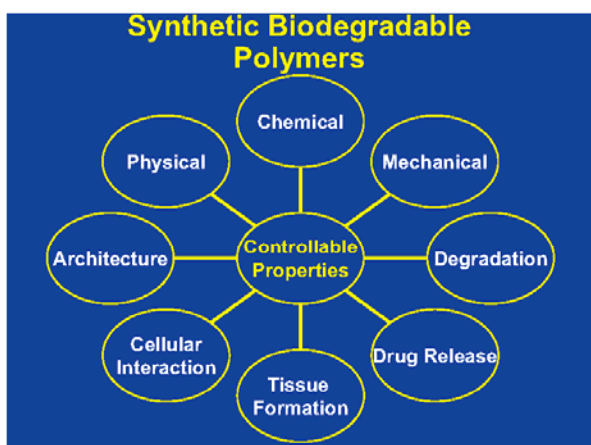 Synthetic Biodegradable
Polymers
Chemical
Physical
Mechanical
Architecture
Controllable
Properties
Degradation
Cellular
Interaction
Drug Release
Tissue
Formation